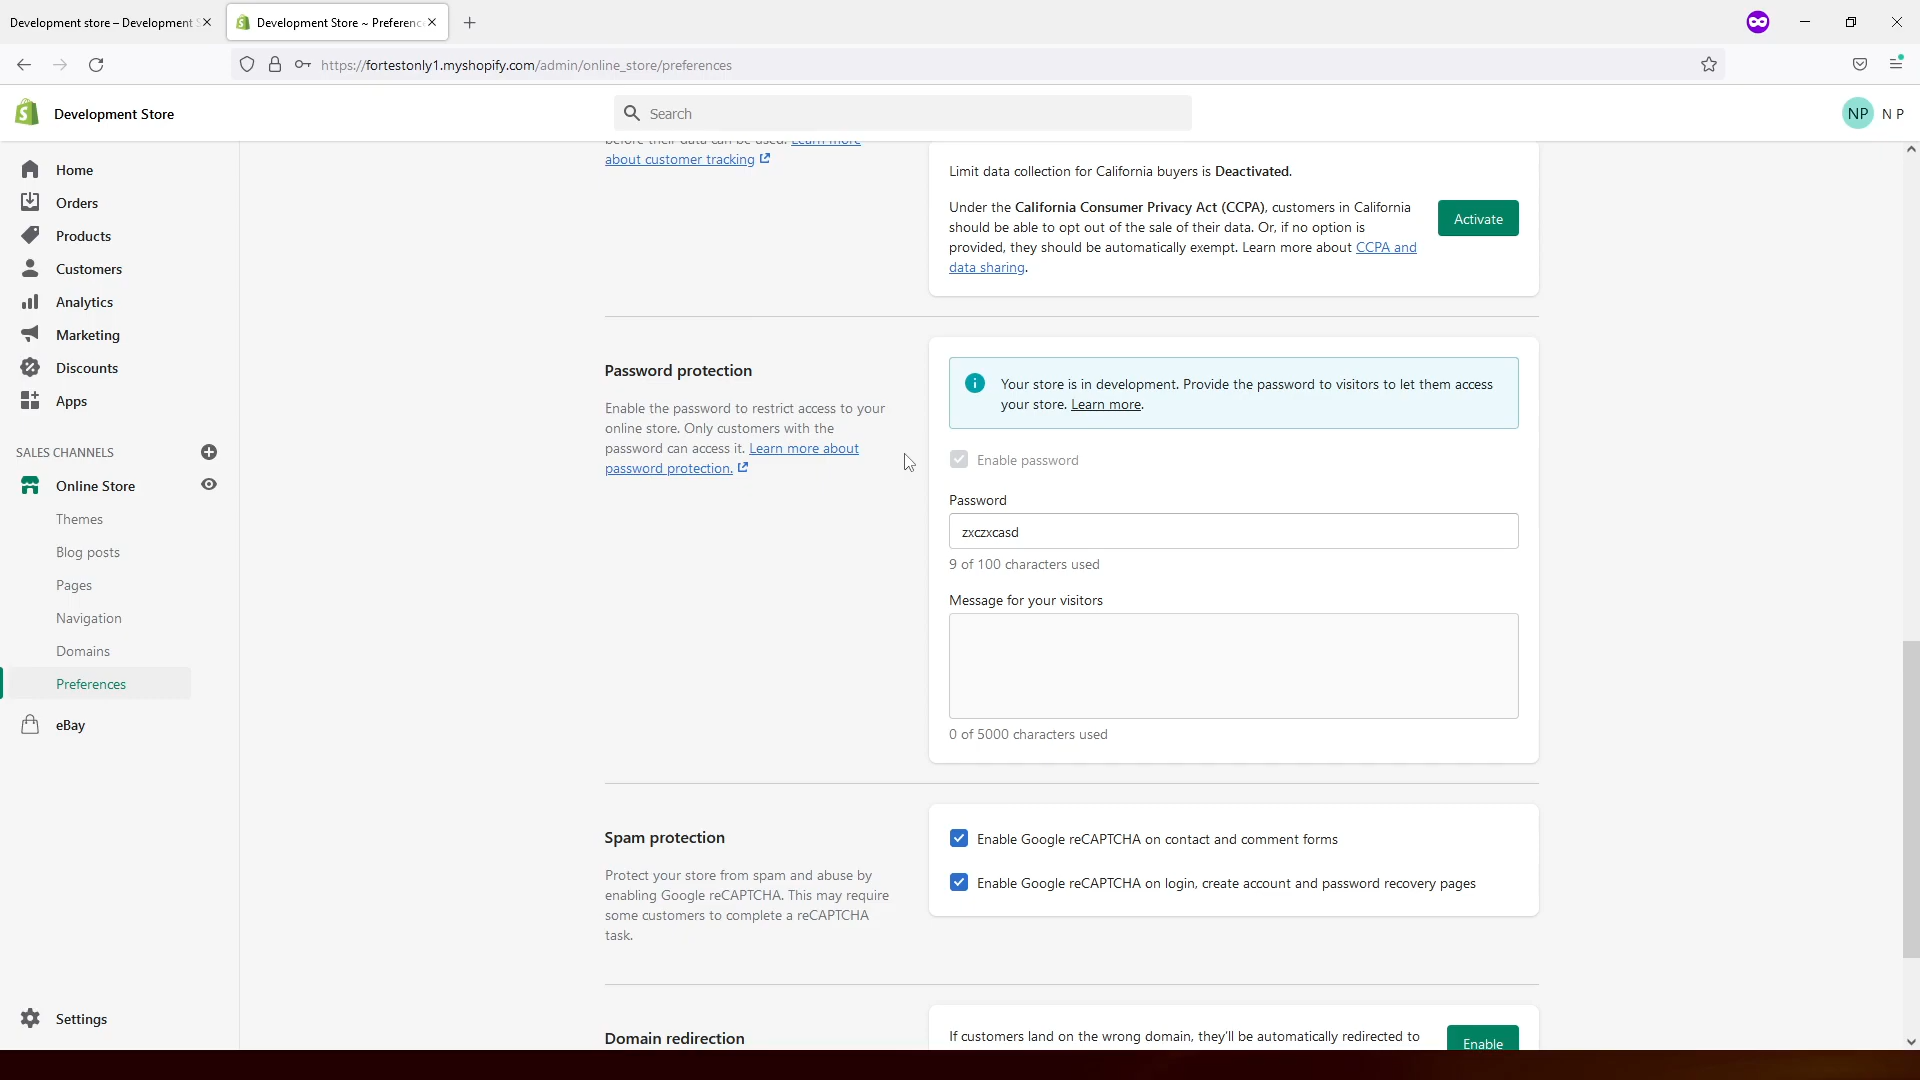 Development store – Development S
Development Store ~ Preferenc
https://fortestonly1.myshopify.com/admin/online_store/preferences
Development Store
Search
NP
N P
Home
Orders
Products
Customers
Analytics
Marketing
Discounts
Apps
SALES CHANNELS
Online Store
Themes
Blog posts
Pages
Navigation
Domains
Preferences
eBay
Settings
before their data can be used. Learn more
about customer tracking
Limit data collection for California buyers is Deactivated.
Under the California Consumer Privacy Act (CCPA), customers in California
should be able to opt out of the sale of their data. Or, if no option is
provided, they should be automatically exempt. Learn more about CCPA and
data sharing.
Activate
Password protection
Enable the password to restrict access to your
online store. Only customers with the
password can access it. Learn more about
password protection.
Your store is in development. Provide the password to visitors to let them access
your store. Learn more.
Enable password
Password
zxczxcasd
9 of 100 characters used
Message for your visitors
0 of 5000 characters used
Spam protection
Protect your store from spam and abuse by
enabling Google reCAPTCHA. This may require
some customers to complete a reCAPTCHA
task.
Enable Google reCAPTCHA on contact and comment forms
Enable Google reCAPTCHA on login, create account and password recovery pages
Domain redirection
If customers land on the wrong domain, they'll be automatically redirected to
Enable